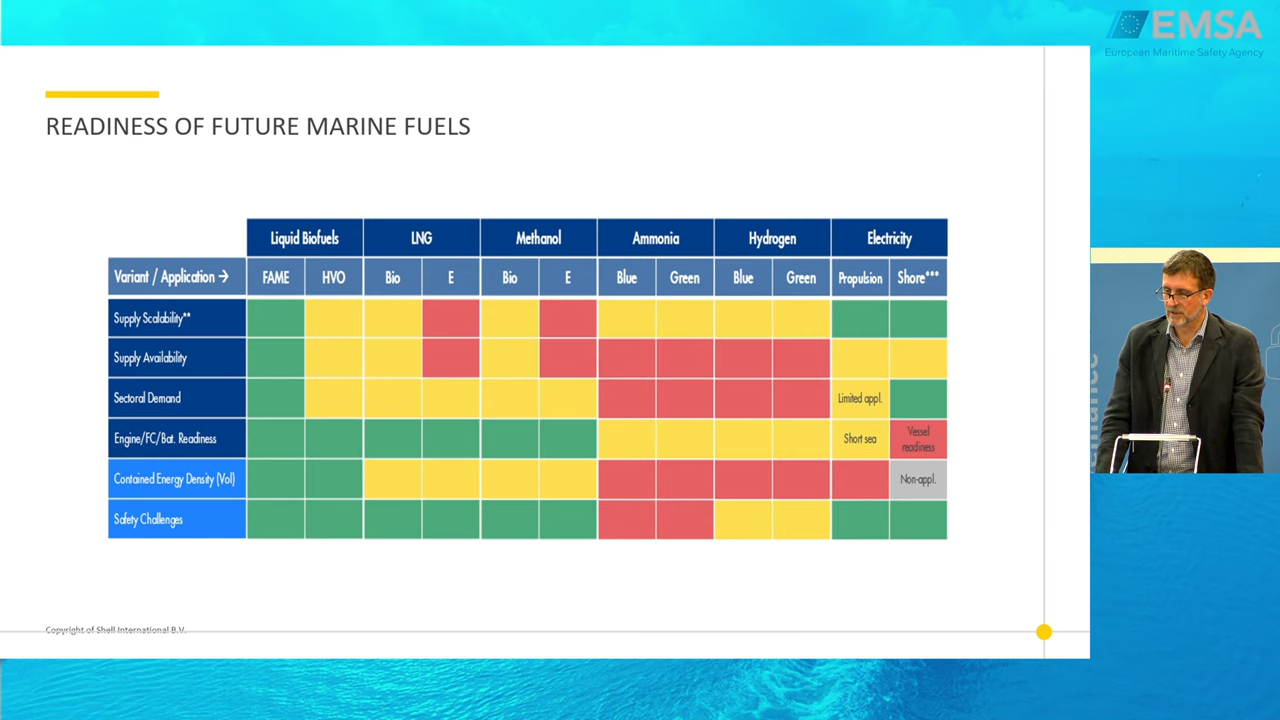 EMSA
European Maritime Safety Agency
READINESS OF FUTURE MARINE FUELS
Liquid Biofuels LNG Methanol Ammonia Hydrogen Electricity
Variant / Application → FAME HVO Bio E Bio E Blue Green Blue Green Propulsion Shore***
Supply Scalability**
Supply Availability
Sectoral Demand Limited appl.
Engine/FC/Bat. Readiness Short sea Vessel readiness
Contained Energy Density (Vol) Non-appl.
Safety Challenges
Copyright of Shell International B.V.